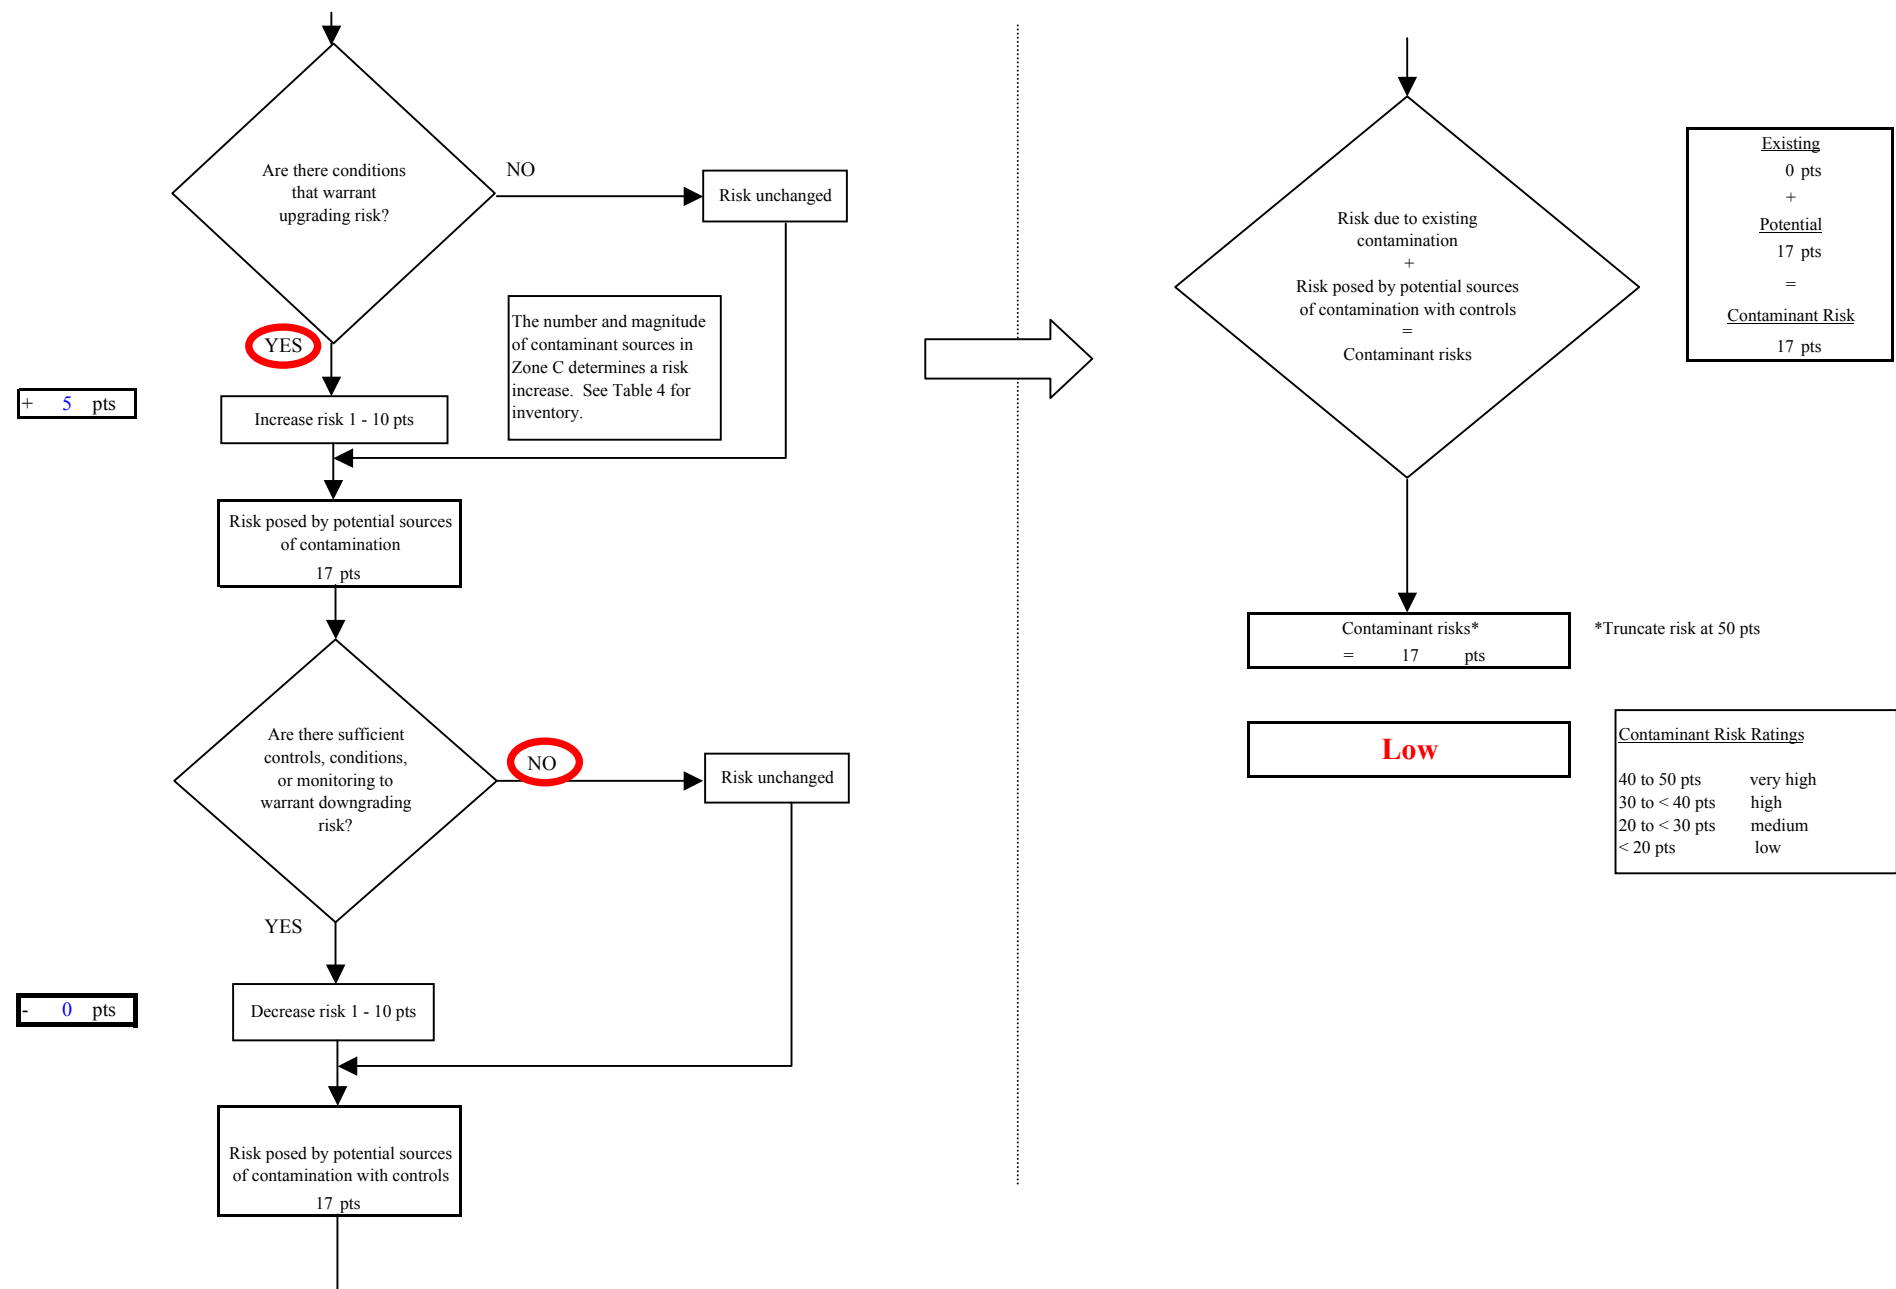 Are there conditions
that warrant
upgrading risk?
NO
Risk unchanged
YES
The number and magnitude
of contaminant sources in
Zone C determines a risk
increase.  See Table 4 for
inventory.
+ 5 pts
Increase risk 1 - 10 pts
Risk posed by potential sources
of contamination
17 pts
Are there sufficient
controls, conditions,
or monitoring to
warrant downgrading
risk?
NO
Risk unchanged
YES
- 0 pts
Decrease risk 1 - 10 pts
Risk posed by potential sources
of contamination with controls
17 pts
Risk due to existing
contamination
+
Risk posed by potential sources
of contamination with controls
=
Contaminant risks
Existing
0 pts
+
Potential
17 pts
=
Contaminant Risk
17 pts
Contaminant risks*
= 17 pts
*Truncate risk at 50 pts
Low
Contaminant Risk Ratings
40 to 50 pts very high
30 to < 40 pts high
20 to < 30 pts medium
< 20 pts low